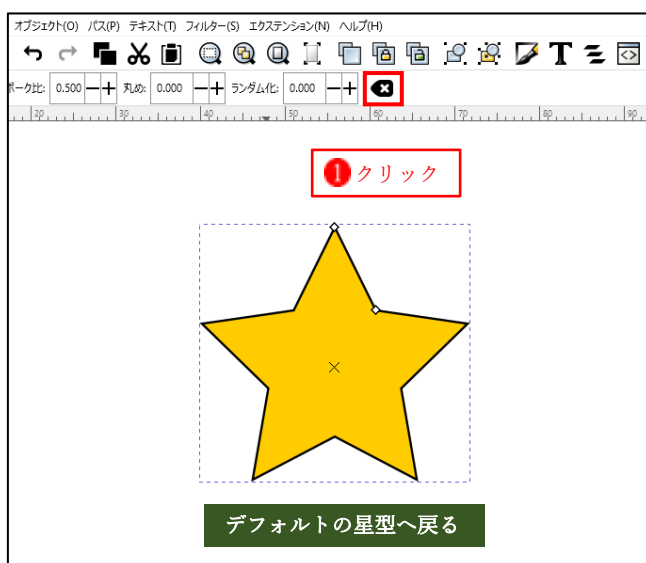 オブジェクト(O) パス(P) テキスト(T) フィルター(S) エクステンション(N) ヘルプ(H)
ポーク比: 0.500 丸め: 0.000 ランダム化: 0.000
20 30 40 50 60 70 80 90
1 クリック
デフォルトの星型へ戻る